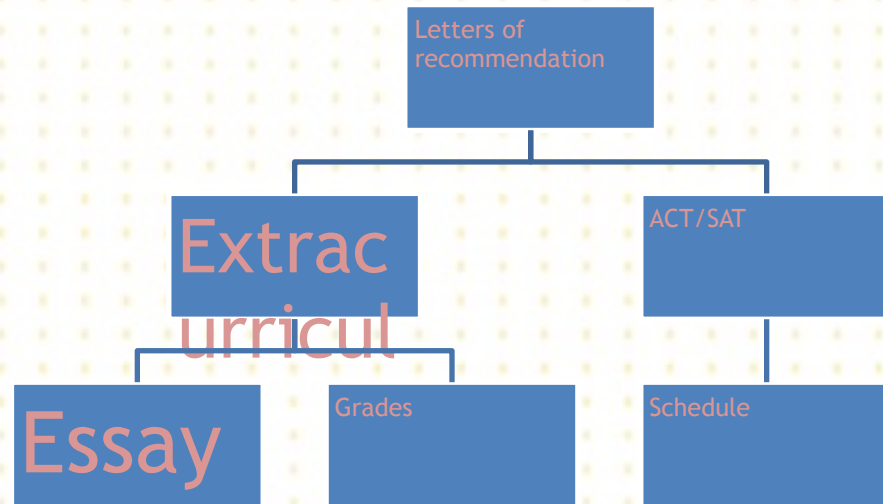 Letters of
recommendation
Extrac
urricul
ACT/SAT
Essay
Grades
Schedule